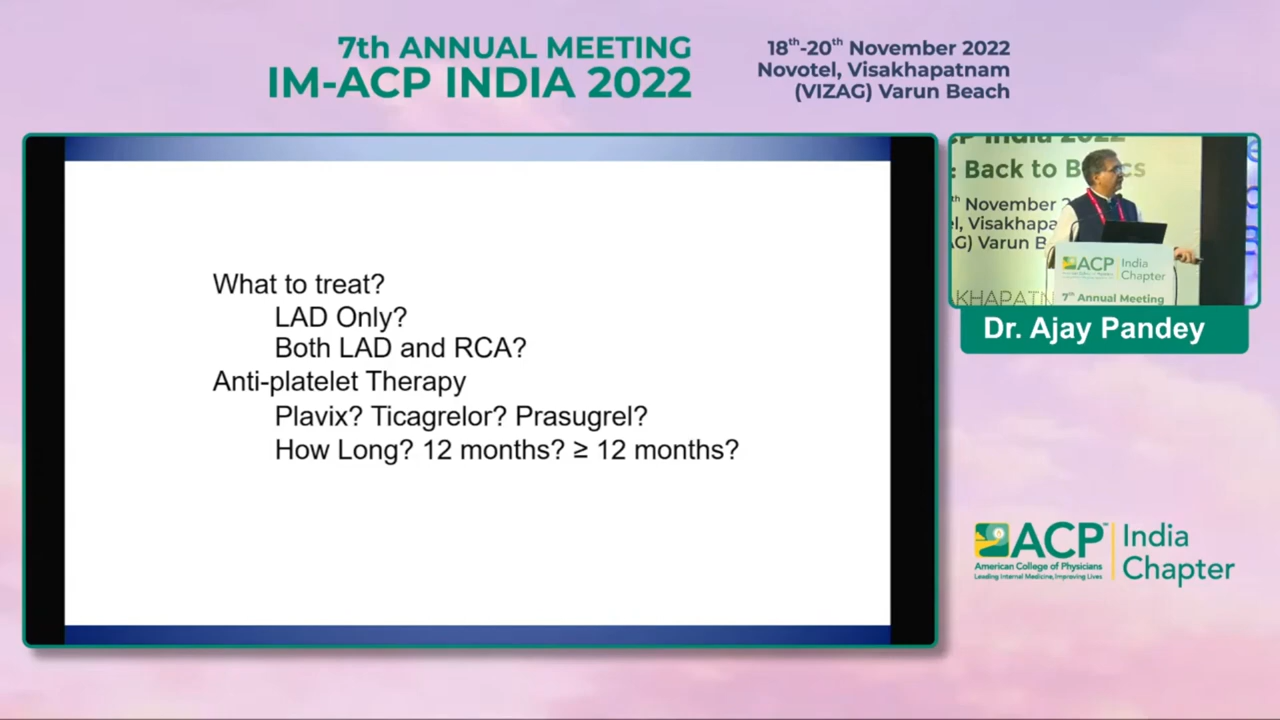 7th ANNUAL MEETING
IM-ACP INDIA 2022
18th-20th November 2022
Novotel, Visakhapatnam
(VIZAG) Varun Beach
What to treat?
LAD Only?
Both LAD and RCA?
Anti-platelet Therapy
Plavix? Ticagrelor? Prasugrel?
How Long? 12 months? ≥ 12 months?
India 2022
: Back to
November
Visakhapa
Varun B
ACP India
Chapter
7th Annual Meeting
KHAPATN
Dr. Ajay Pandey
ACP
American College of Physicians
Leading Internal Medicine, Improving Lives
India
Chapter